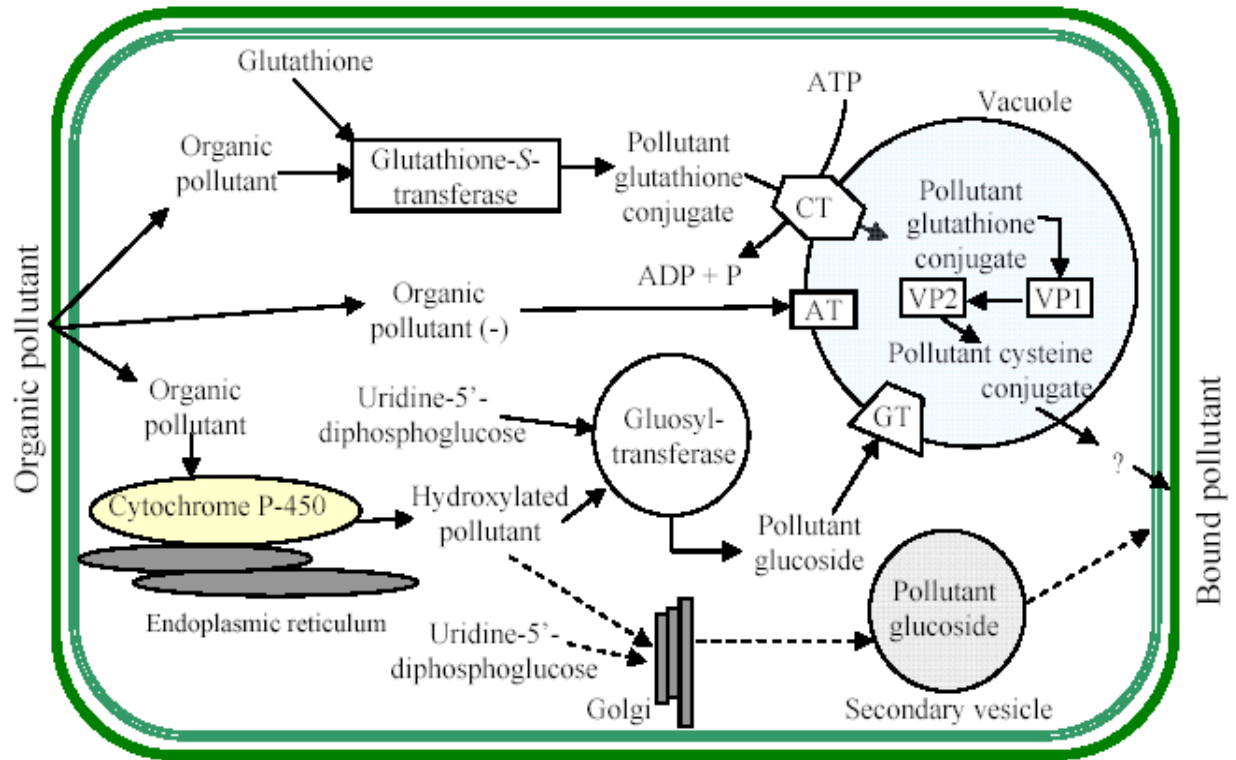 Glutathione
ATP
Vacuole
Organic
pollutant
Glutathione-S-
transferase
Pollutant
glutathione
conjugate
CT
Pollutant
glutathione
conjugate
ADP + P
Organic
pollutant (-)
AT
VP2
VP1
Pollutant cysteine
conjugate
Organic pollutant
Organic
pollutant
Uridine-5’-
diphosphoglucose
Gluosyl-
transferase
GT
?
Cytochrome P-450
Hydroxylated
pollutant
Pollutant
glucoside
Endoplasmic reticulum
Uridine-5’-
diphosphoglucose
Golgi
Pollutant
glucoside
Secondary vesicle
Bound pollutant